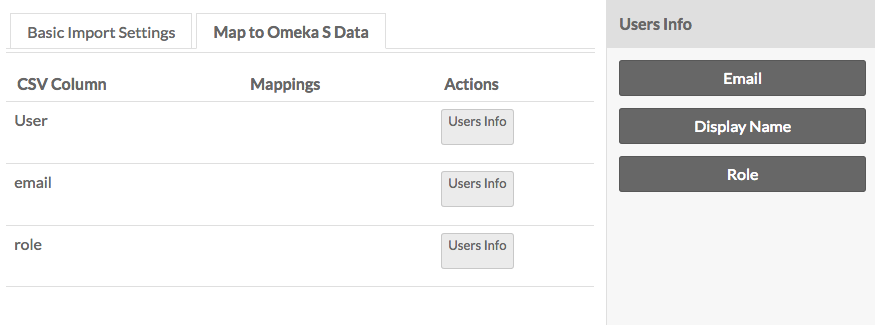 Basic Import Settings
Map to Omeka S Data
CSV Column Mappings Actions
User Users Info
email Users Info
role Users Info
Users Info
Email
Display Name
Role